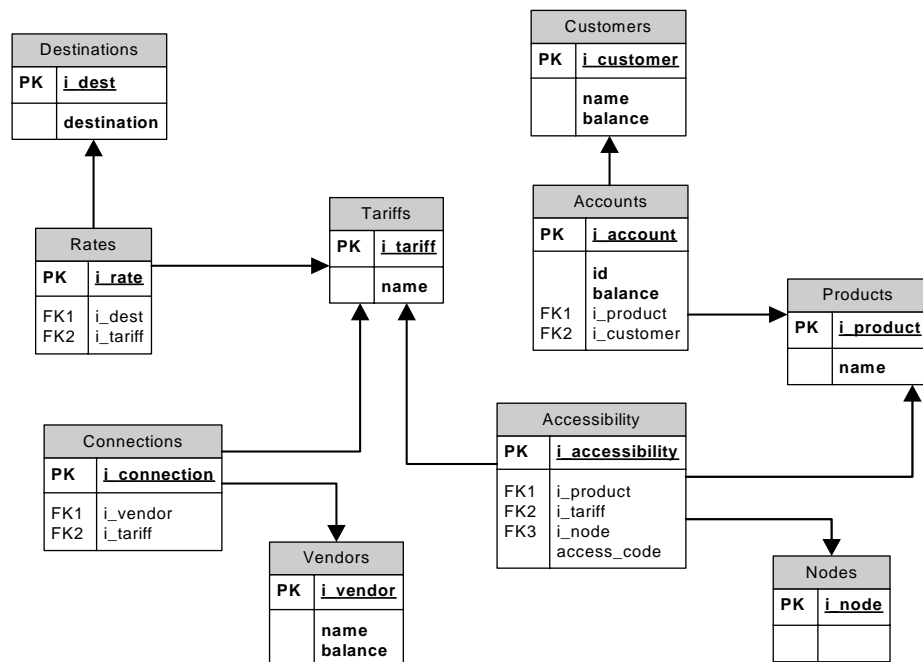 Destinations
PK i_dest
destination
Customers
PK i_customer
name
balance
Tariffs
PK i_tariff
name
Accounts
PK i_account
id
balance
FK1 i_product
FK2 i_customer
Rates
PK i_rate
FK1 i_dest
FK2 i_tariff
Products
PK i_product
name
Connections
PK i_connection
FK1 i_vendor
FK2 i_tariff
Accessibility
PK i_accessibility
FK1 i_product
FK2 i_tariff
FK3 i_node
access_code
Vendors
PK i_vendor
name
balance
Nodes
PK i_node